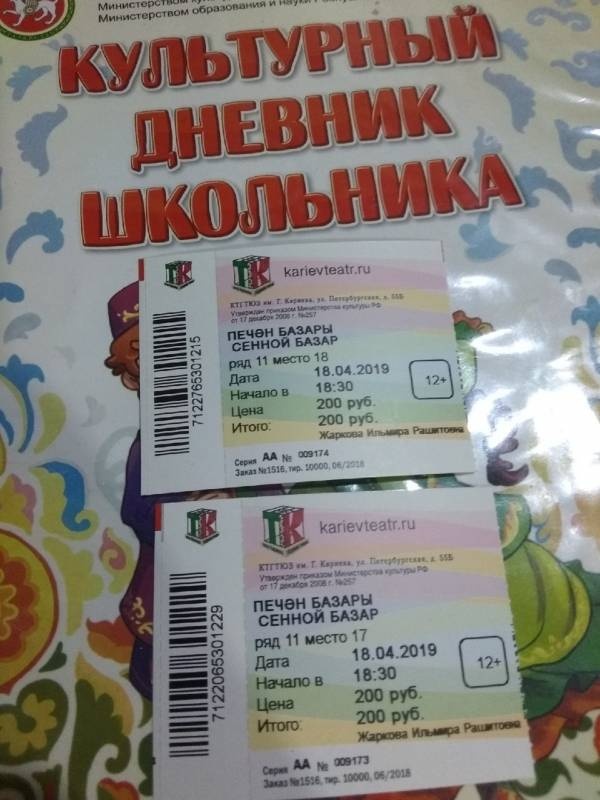 Министерством
Министерством образования и науки
КУЛЬТУРНЫЙ
ДНЕВНИК
ШКОЛЬНИКА
ТК
karievteatr.ru
КТГТЮЗ им. Г. Кариева, ул. Петербургская, д. 55Б
Утвержден приказом Министерства культуры РФ
от 17 декабря 2008 г. №257
ПЕЧӘН БАЗАРЫ
СЕННОЙ БАЗАР
ряд 11 место 18
Дата 18.04.2019
Начало в 18:30
Цена 200 руб.
Итого: 200 руб.
12+
Жаркова Ильмира Рашитовна
Серия АА № 009174
Заказ №1516, тир. 10000, 06/2018
7122765301215
ТК
karievteatr.ru
КТГТЮЗ им. Г. Кариева, ул. Петербургская, д. 55Б
Утвержден приказом Министерства культуры РФ
от 17 декабря 2008 г. №257
ПЕЧӘН БАЗАРЫ
СЕННОЙ БАЗАР
ряд 11 место 17
Дата 18.04.2019
Начало в 18:30
Цена 200 руб.
Итого: 200 руб.
12+
Жаркова Ильмира Рашитовна
Серия АА № 009173
Заказ №1516, тир. 10000, 06/2018
7122065301229